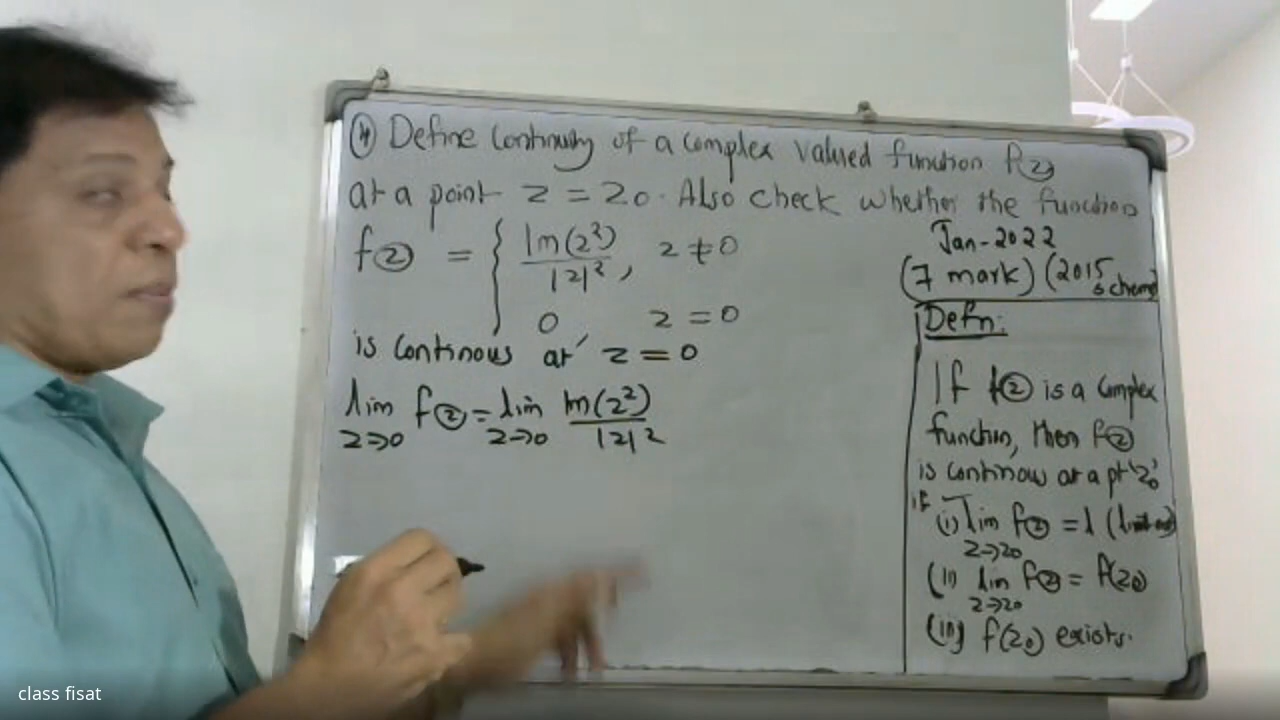 ④ Define Continuity of a complex valued function f(z)
at a point z = z0. Also check whether the function
f(z) = { Im(z²)/|z|² , z ≠ 0
0 , z = 0
is continous at z = 0
lim z→0 f(z) = lim z→0 Im(z²)/|z|²
Jan-2022
(7 mark) (2015
scheme)
Defn:
If f(z) is a complex
function, then f(z)
is continous at a pt 'z0'
if
(i) lim z→z0 f(z) = l
(ii) lim z→z0 f(z) = f(z0)
(iii) f(z0) exists.
class fisat